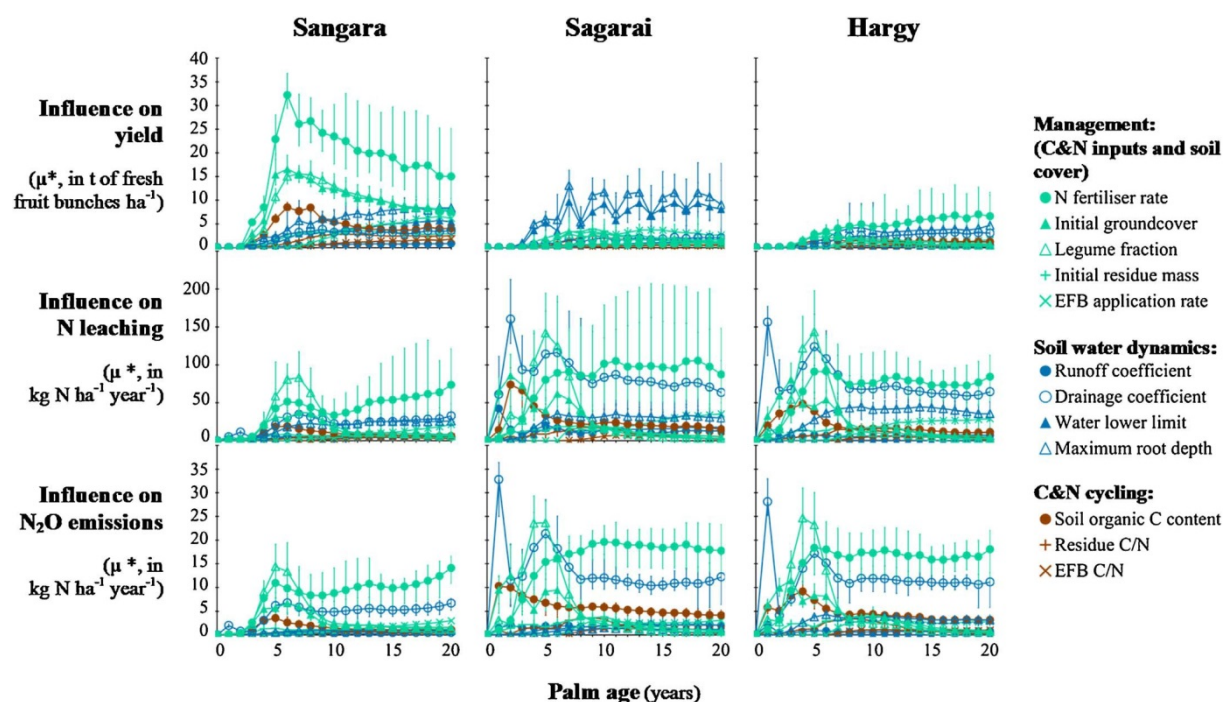 Sangara
Sagarai
Hargy
Influence on
yield
(µ*, in t of fresh
fruit bunches ha⁻¹)
40
35
30
25
20
15
10
5
0
Influence on
N leaching
(µ *, in
kg N ha⁻¹ year⁻¹)
200
150
100
50
0
Influence on
N₂O emissions
(µ *, in
kg N ha⁻¹ year⁻¹)
35
30
25
20
15
10
5
0
0 5 10 15 20
0 5 10 15 20
0 5 10 15 20
Palm age (years)
Management:
(C&N inputs and soil
cover)
N fertiliser rate
Initial groundcover
Legume fraction
Initial residue mass
EFB application rate
Soil water dynamics:
Runoff coefficient
Drainage coefficient
Water lower limit
Maximum root depth
C&N cycling:
Soil organic C content
Residue C/N
EFB C/N